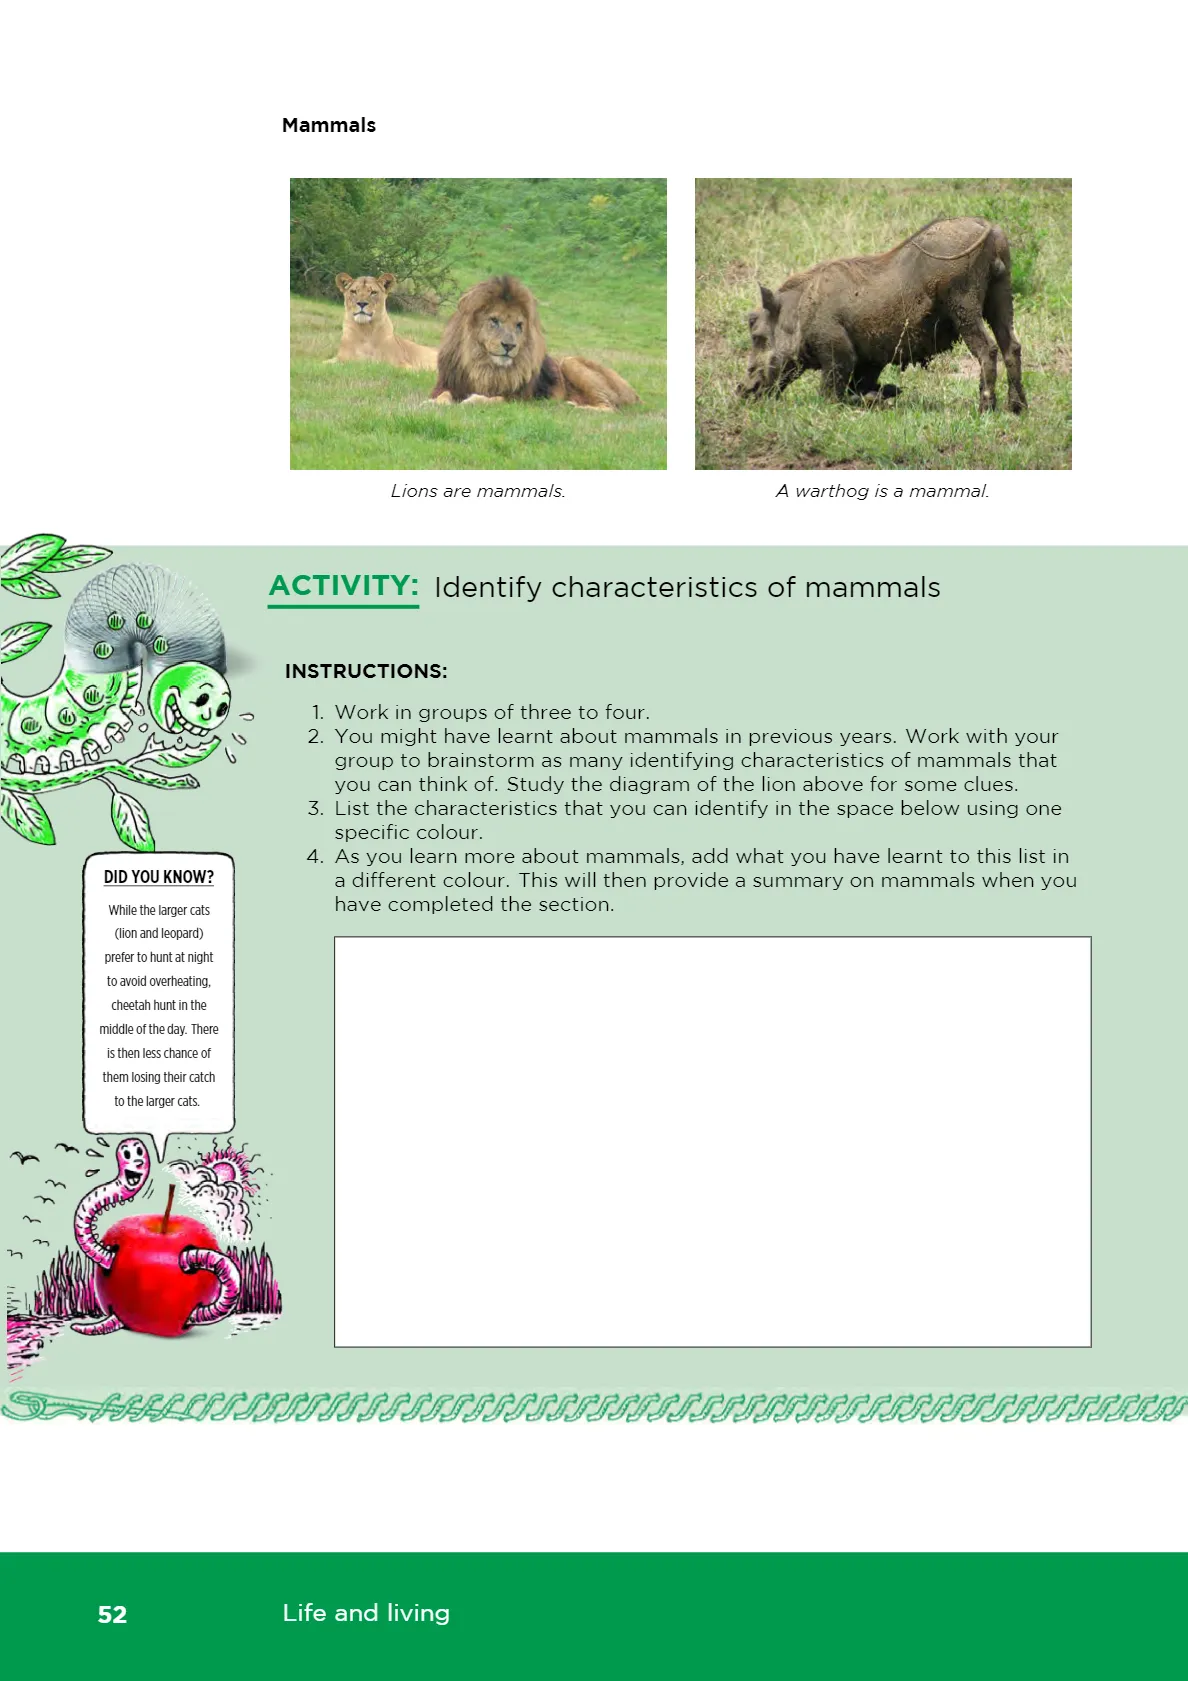 Mammals
Lions are mammals.
A warthog is a mammal.
ACTIVITY: Identify characteristics of mammals
INSTRUCTIONS:
1. Work in groups of three to four.
2. You might have learnt about mammals in previous years. Work with your
group to brainstorm as many identifying characteristics of mammals that
you can think of. Study the diagram of the lion above for some clues.
3. List the characteristics that you can identify in the space below using one
specific colour.
4. As you learn more about mammals, add what you have learnt to this list in
a different colour. This will then provide a summary on mammals when you
have completed the section.
DID YOU KNOW?
While the larger cats
(lion and leopard)
prefer to hunt at night
to avoid overheating,
cheetah hunt in the
middle of the day. There
is then less chance of
them losing their catch
to the larger cats.
52 Life and living